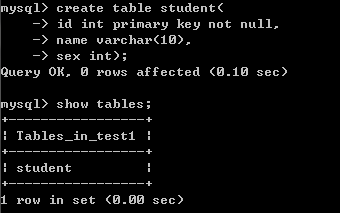 mysql> create table student(
    -> id int primary key not null,
    -> name varchar(10),
    -> sex int);
Query OK, 0 rows affected (0.10 sec)
mysql> show tables;
+-----------------+
| Tables_in_test1 |
+-----------------+
| student         |
+-----------------+
1 row in set (0.00 sec)